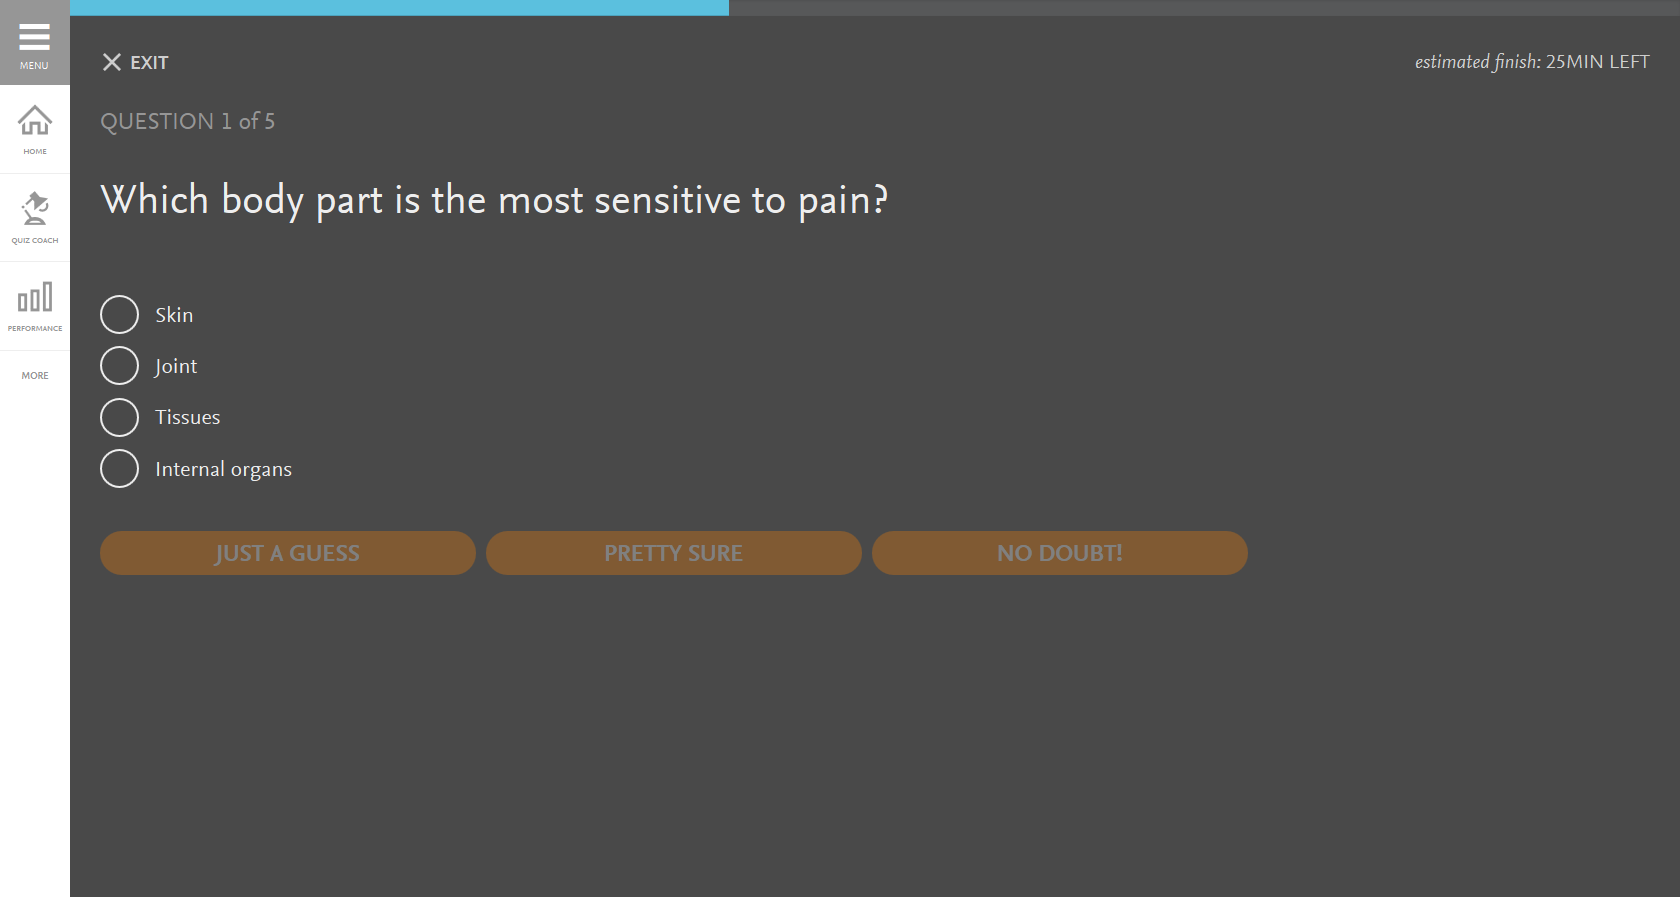 MENU
HOME
QUIZ COACH
PERFORMANCE
MORE
EXIT
estimated finish: 25MIN LEFT
QUESTION 1 of 5
Which body part is the most sensitive to pain?
Skin
Joint
Tissues
Internal organs
JUST A GUESS
PRETTY SURE
NO DOUBT!